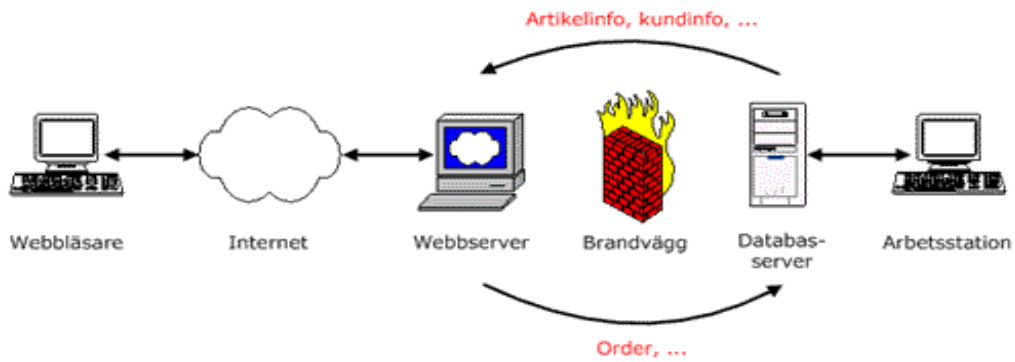 Artikelinfo, kundinfo, ...
Webbläsare
Internet
Webbserver
Brandvägg
Databas-
server
Arbetsstation
Order, ...